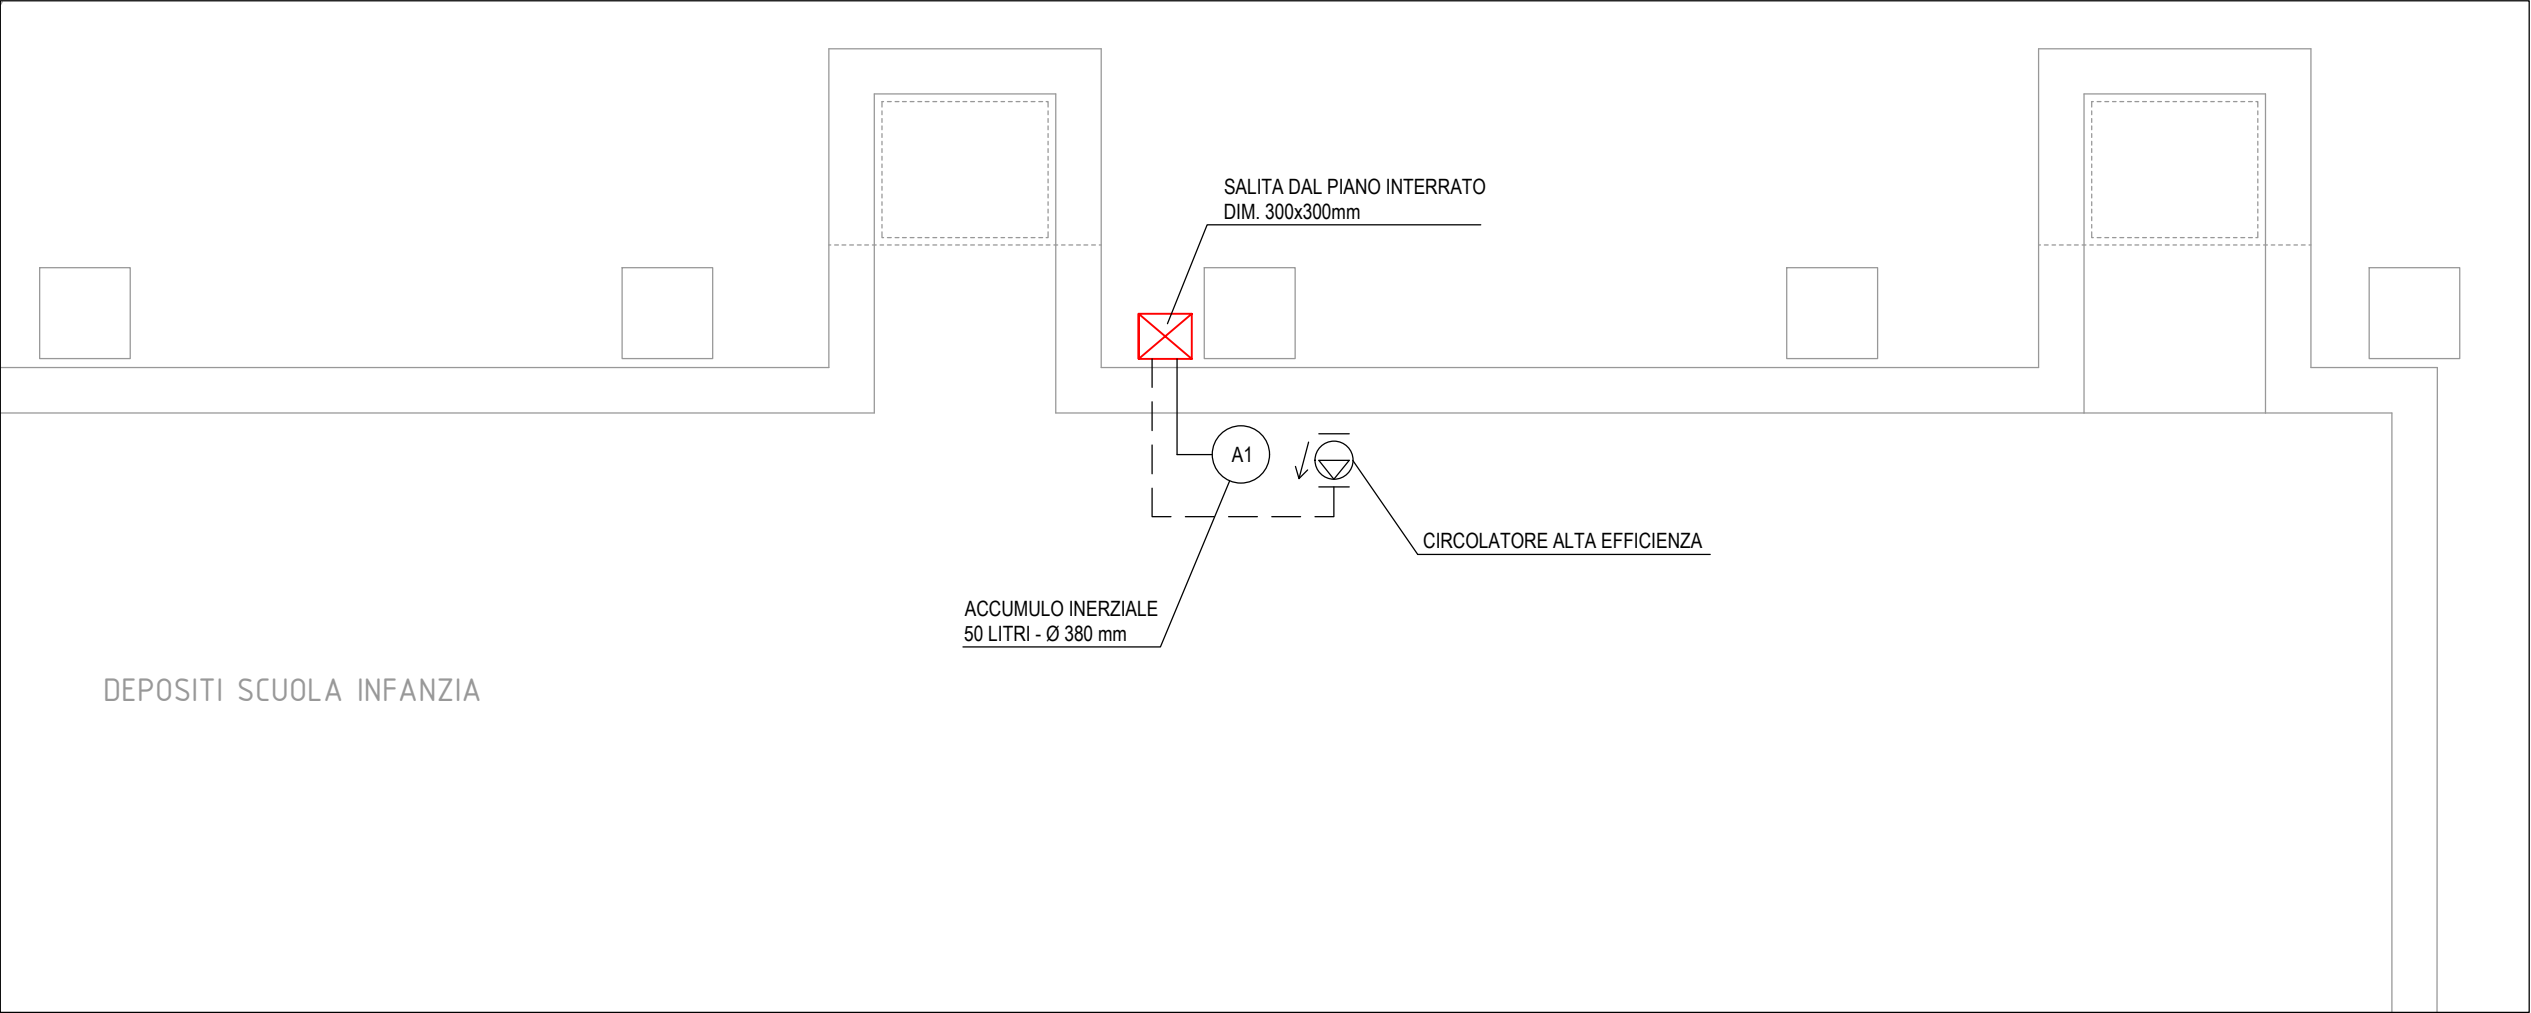 SALITA DAL PIANO INTERRATO
DIM. 300x300mm
A1
CIRCOLATORE ALTA EFFICIENZA
ACCUMULO INERZIALE
50 LITRI - Ø 380 mm
DEPOSITI SCUOLA INFANZIA